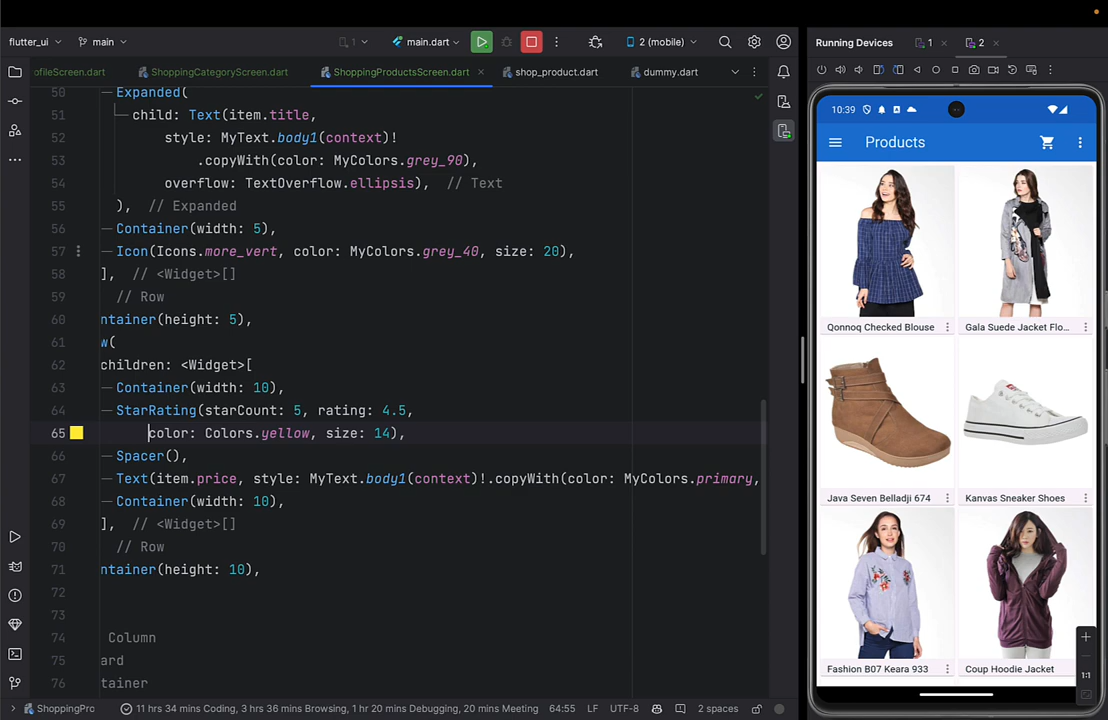 flutter_ui
main
1
main.dart
2 (mobile)
Running Devices
1
2
ofileScreen.dart
ShoppingCategoryScreen.dart
ShoppingProductsScreen.dart
shop_product.dart
dummy.dart
50 Expanded(
51 child: Text(item.title,
52 style: MyText.body1(context)!
53 .copyWith(color: MyColors.grey_90),
54 overflow: TextOverflow.ellipsis), // Text
55 ), // Expanded
56 Container(width: 5),
57 Icon(Icons.more_vert, color: MyColors.grey_40, size: 20),
58 ], // <Widget>[]
59 // Row
60 ntainer(height: 5),
61 w(
62 children: <Widget>[
63 Container(width: 10),
64 StarRating(starCount: 5, rating: 4.5,
65 color: Colors.yellow, size: 14),
66 Spacer(),
67 Text(item.price, style: MyText.body1(context)!.copyWith(color: MyColors.primary,
68 Container(width: 10),
69 ], // <Widget>[]
70 // Row
71 ntainer(height: 10),
72
73
74 Column
75 ard
76 tainer
10:39
Products
Qonnoq Checked Blouse
Gala Suede Jacket Flo...
Java Seven Belladji 674
Kanvas Sneaker Shoes
Fashion B07 Keara 933
Coup Hoodie Jacket
1:1
ShoppingPro
11 hrs 34 mins Coding, 3 hrs 36 mins Browsing, 1 hr 20 mins Debugging, 20 mins Meeting
64:55
LF
UTF-8
2 spaces